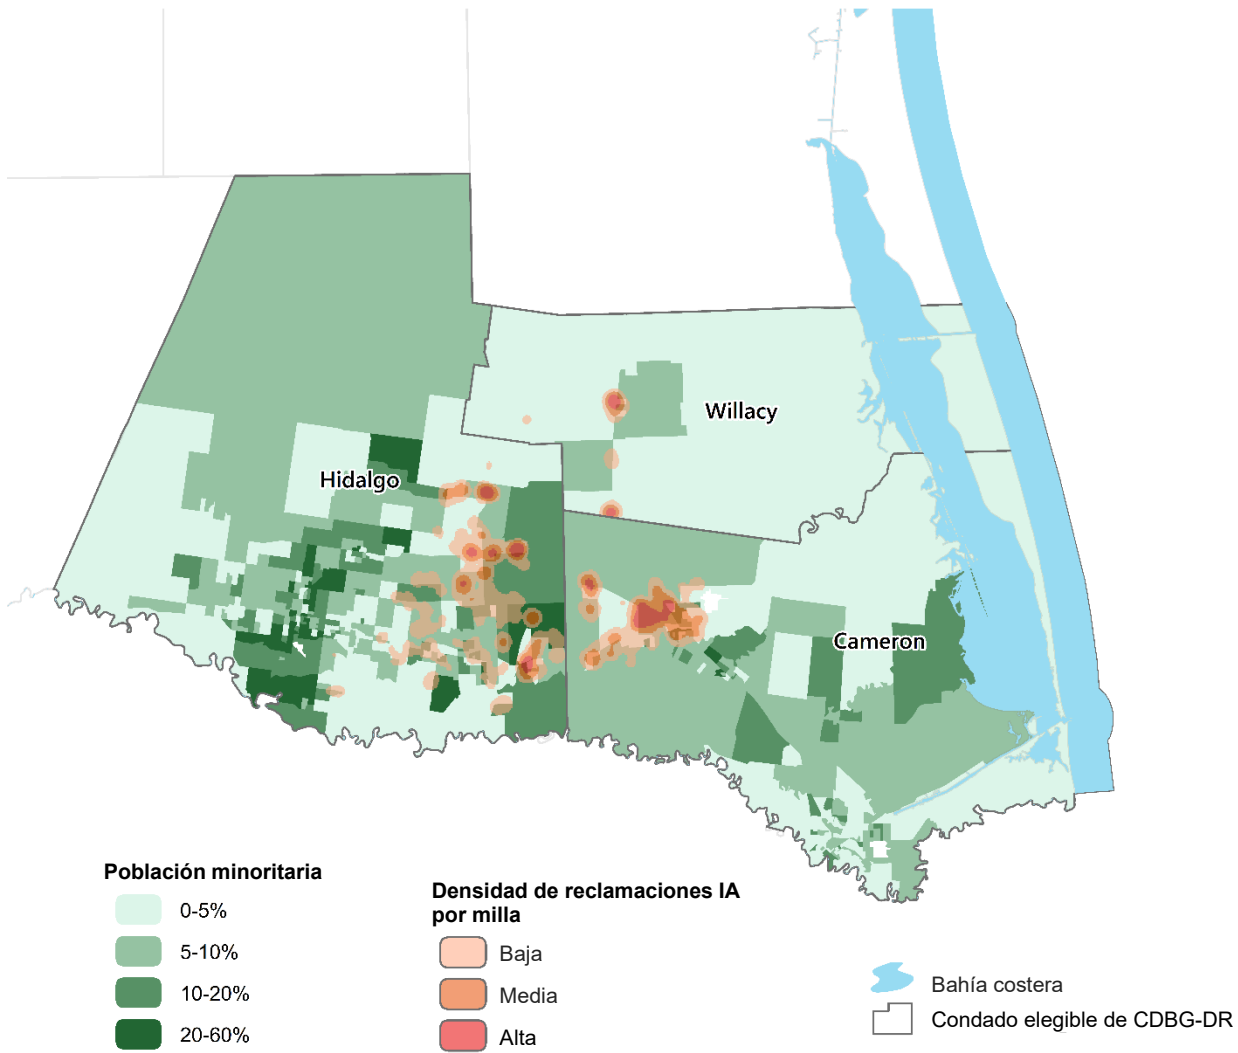 Willacy
Hidalgo
Cameron
Población minoritaria
0-5%
5-10%
10-20%
20-60%
Densidad de reclamaciones IA
por milla
Baja
Media
Alta
Bahía costera
Condado elegible de CDBG-DR